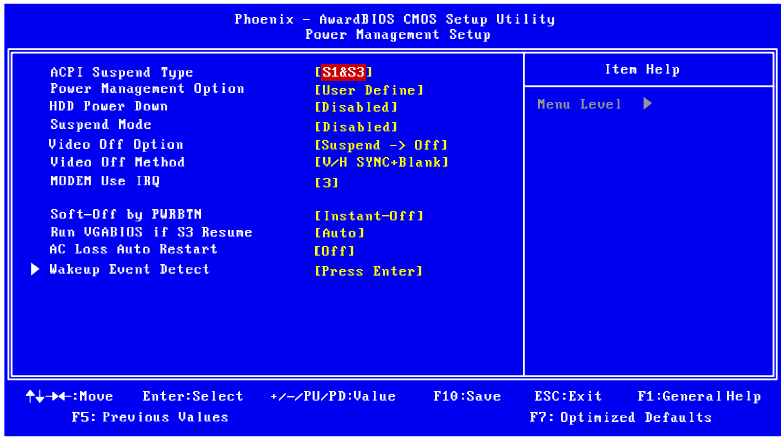 Phoenix - AwardBIOS CMOS Setup Utility
Power Management Setup
ACPI Suspend Type [S1&S3]
Power Management Option [User Define]
HDD Power Down [Disabled]
Suspend Mode [Disabled]
Video Off Option [Suspend -> Off]
Video Off Method [V/H SYNC+Blank]
MODEM Use IRQ [3]
Soft-Off by PWRBTN [Instant-Off]
Run VGABIOS if S3 Resume [Auto]
AC Loss Auto Restart [Off]
Wakeup Event Detect [Press Enter]
Item Help
Menu Level
↑↓→←:Move Enter:Select +/-/PU/PD:Value F10:Save ESC:Exit F1:General Help
F5: Previous Values F7: Optimized Defaults